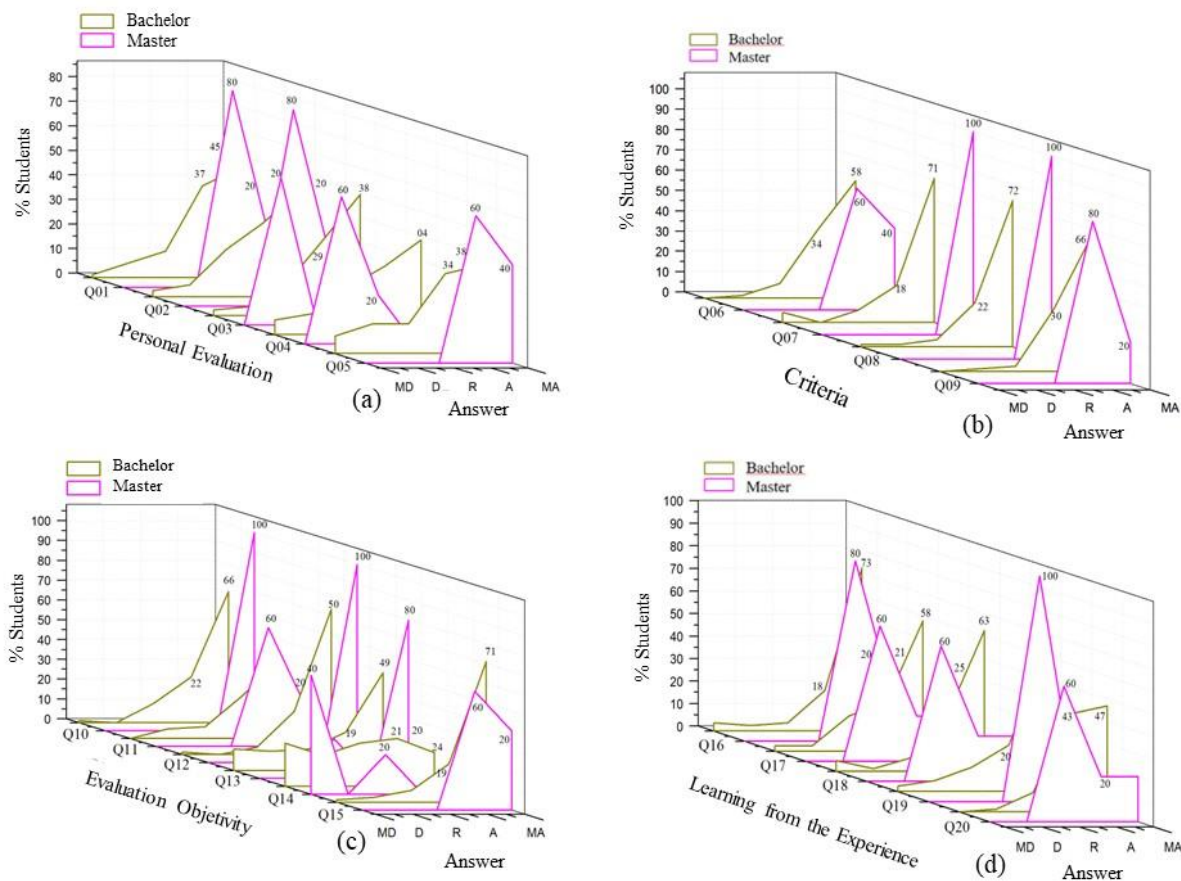 Bachelor
Master
80
70
60
50
40
30
20
10
0
% Students
37
45
80
20
20
80
20
29
60
38
20
04
34
38
60
40
Q01
Q02
Q03
Q04
Q05
MD
D
R
A
MA
Personal Evaluation
(a)
Answer
Bachelor
Master
100
90
80
70
60
50
40
30
20
10
0
% Students
34
58
60
40
18
71
100
22
72
100
30
66
80
20
Q06
Q07
Q08
Q09
MD
D
R
A
MA
Criteria
(b)
Answer
Bachelor
Master
100
90
80
70
60
50
40
30
20
10
0
% Students
22
66
100
60
20
40
50
100
19
49
20
21
80
20
24
19
71
60
20
Q10
Q11
Q12
Q13
Q14
Q15
MD
D
R
A
MA
Evaluation Objetivity
(c)
Answer
Bachelor
Master
100
90
80
70
60
50
40
30
20
10
0
% Students
18
80
73
20
60
21
58
60
25
63
20
100
60
43
47
20
Q16
Q17
Q18
Q19
Q20
MD
D
R
A
MA
Learning from the Experience
(d)
Answer